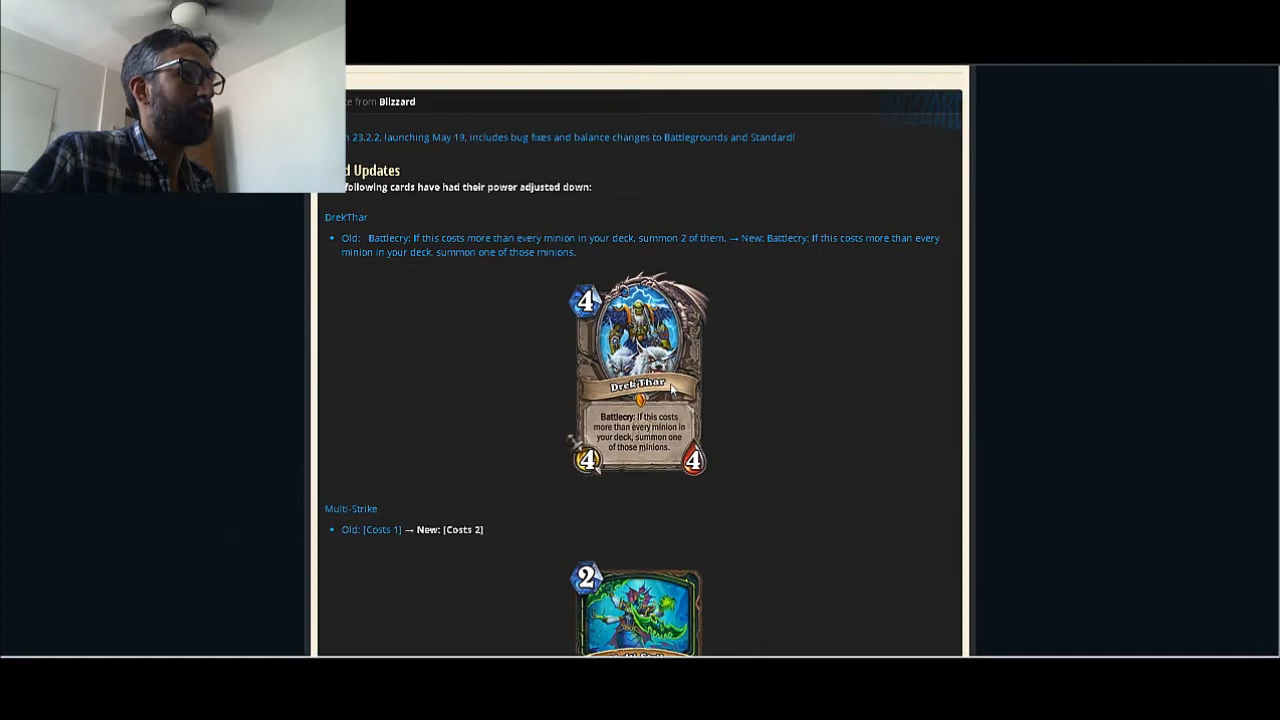 from Blizzard
23.2.2, launching May 19, includes bug fixes and balance changes to Battlegrounds and Standard!
Updates
following cards have had their power adjusted down:
Drek'Thar
• Old: Battlecry: If this costs more than every minion in your deck, summon 2 of them. → New: Battlecry: If this costs more than every
minion in your deck, summon one of those minions.
4
Drek'Thar
Battlecry: If this costs
more than every minion in
your deck, summon one
of those minions.
4 4
Multi-Strike
• Old: [Costs 1] → New: [Costs 2]
2